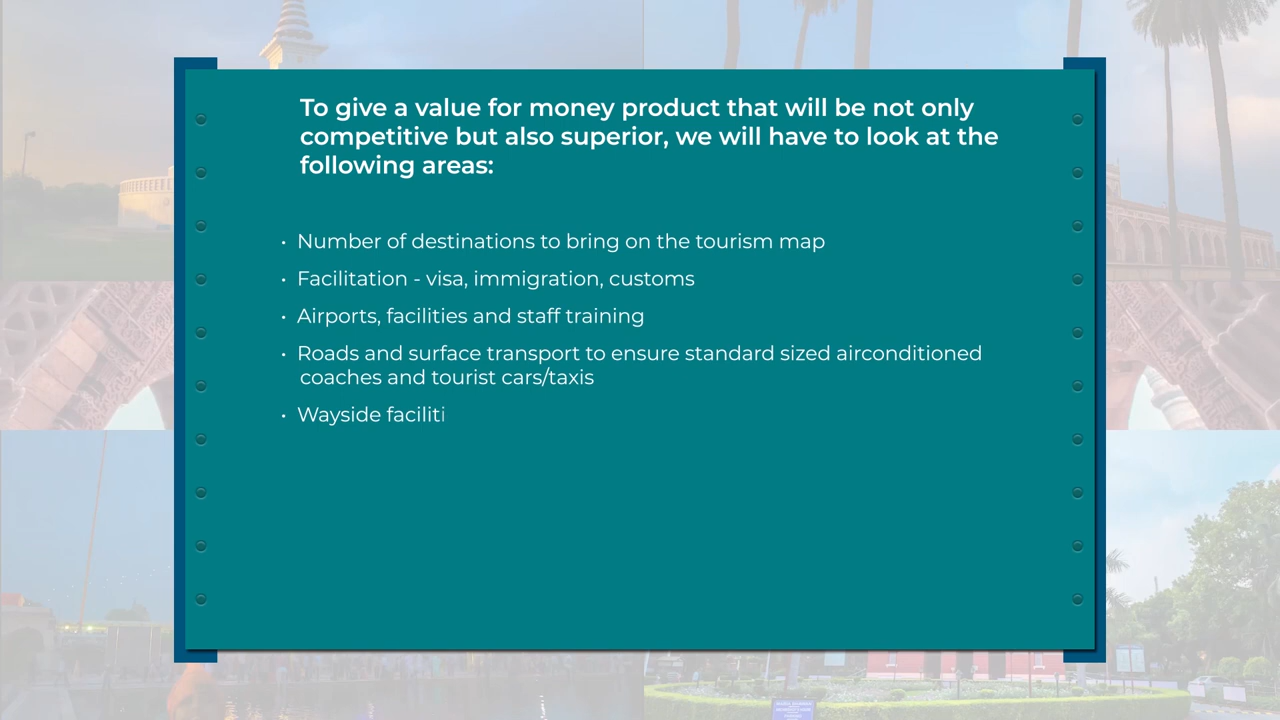 To give a value for money product that will be not only
competitive but also superior, we will have to look at the
following areas:
• Number of destinations to bring on the tourism map
• Facilitation - visa, immigration, customs
• Airports, facilities and staff training
• Roads and surface transport to ensure standard sized airconditioned
coaches and tourist cars/taxis
• Wayside faciliti